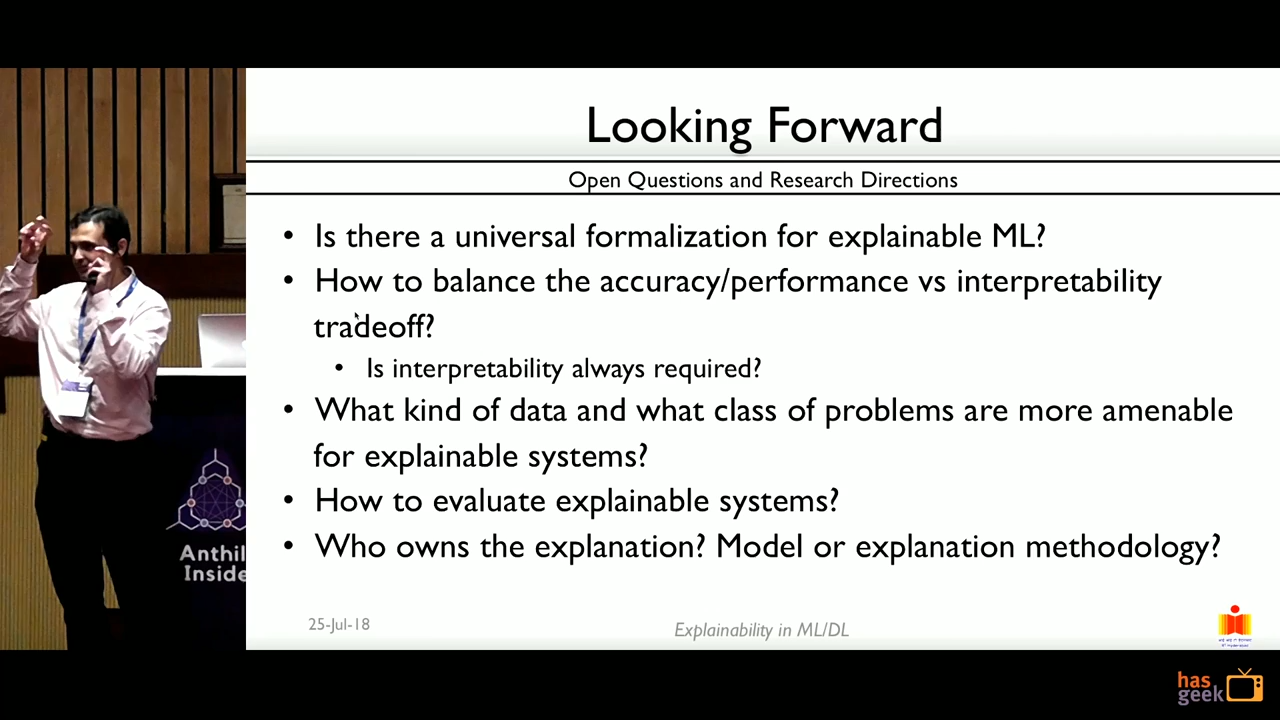 Looking Forward
Open Questions and Research Directions
• Is there a universal formalization for explainable ML?
• How to balance the accuracy/performance vs interpretability
tradeoff?
• Is interpretability always required?
• What kind of data and what class of problems are more amenable
for explainable systems?
• How to evaluate explainable systems?
• Who owns the explanation? Model or explanation methodology?
Anthil
Inside
25-Jul-18
Explainability in ML/DL
has
geek